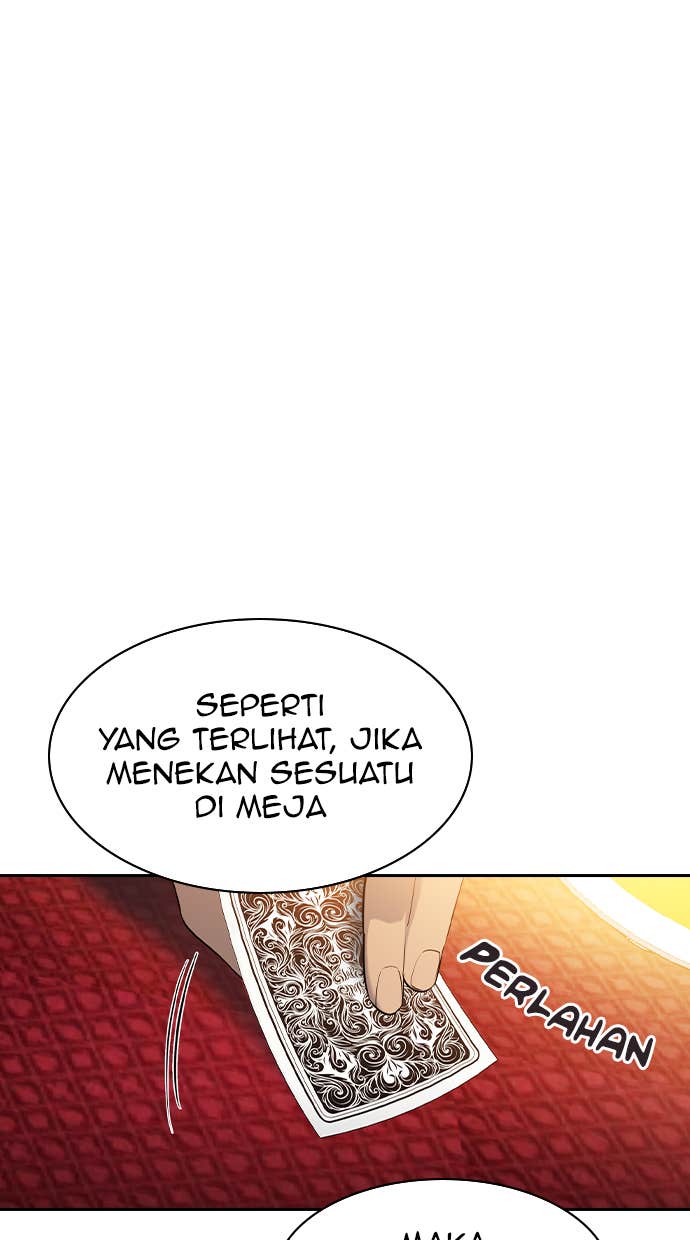 SEPERTI
YANG TERLIHAT, JIKA
MENEKAN SESUATU
DI MEJA
PERLAHAN
MAKA